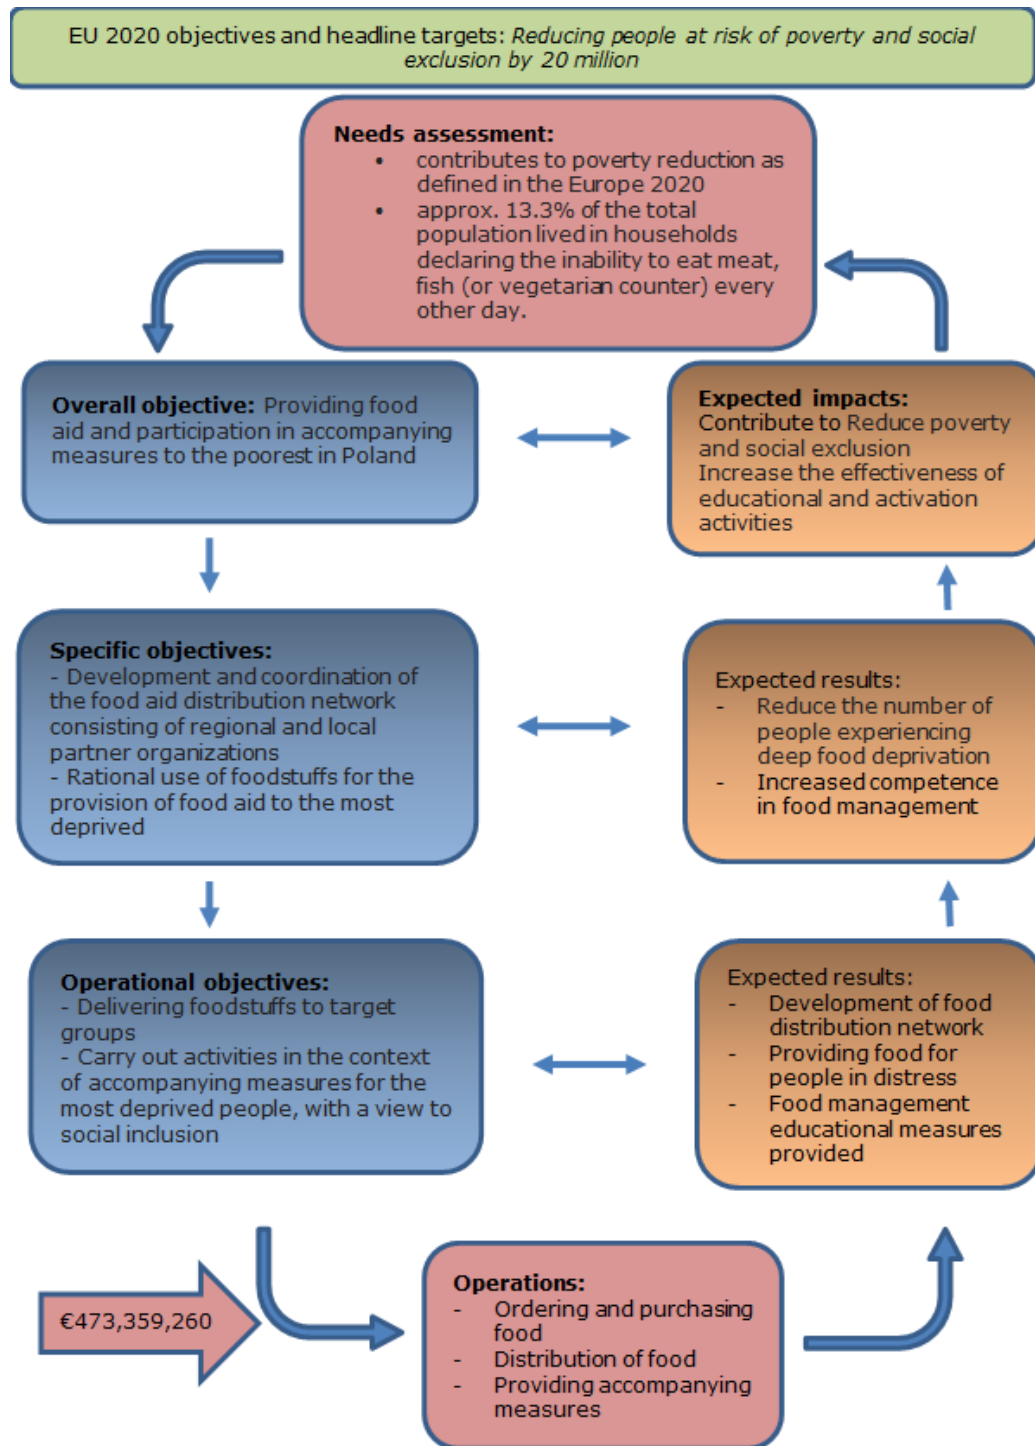 EU 2020 objectives and headline targets: Reducing people at risk of poverty and social
exclusion by 20 million
Needs assessment:
• contributes to poverty reduction as
defined in the Europe 2020
• approx. 13.3% of the total
population lived in households
declaring the inability to eat meat,
fish (or vegetarian counter) every
other day.
Overall objective: Providing food
aid and participation in accompanying
measures to the poorest in Poland
Expected impacts:
Contribute to Reduce poverty
and social exclusion
Increase the effectiveness of
educational and activation
activities
Specific objectives:
- Development and coordination of
the food aid distribution network
consisting of regional and local
partner organizations
- Rational use of foodstuffs for the
provision of food aid to the most
deprived
Expected results:
- Reduce the number of
people experiencing
deep food deprivation
- Increased competence
in food management
Operational objectives:
- Delivering foodstuffs to target
groups
- Carry out activities in the context
of accompanying measures for the
most deprived people, with a view to
social inclusion
Expected results:
- Development of food
distribution network
- Providing food for
people in distress
- Food management
educational measures
provided
€473,359,260
Operations:
- Ordering and purchasing
food
- Distribution of food
- Providing accompanying
measures